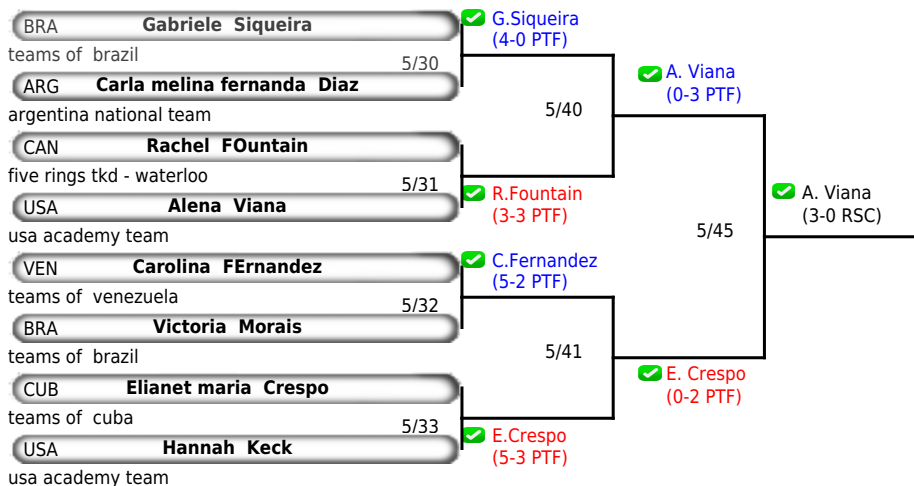 BRA Gabriele Siqueira
G.Siqueira
(4-0 PTF)
teams of brazil
5/30
A. Viana
(0-3 PTF)
ARG Carla melina fernanda Diaz
argentina national team
5/40
CAN Rachel FOuntain
five rings tkd - waterloo
5/31
A. Viana
(3-0 RSC)
R.Fountain
(3-3 PTF)
USA Alena Viana
usa academy team
5/45
VEN Carolina FErnandez
C.Fernandez
(5-2 PTF)
teams of venezuela
5/32
BRA Victoria Morais
teams of brazil
5/41
E. Crespo
(0-2 PTF)
CUB Elianet maria Crespo
teams of cuba
5/33
E.Crespo
(5-3 PTF)
USA Hannah Keck
usa academy team